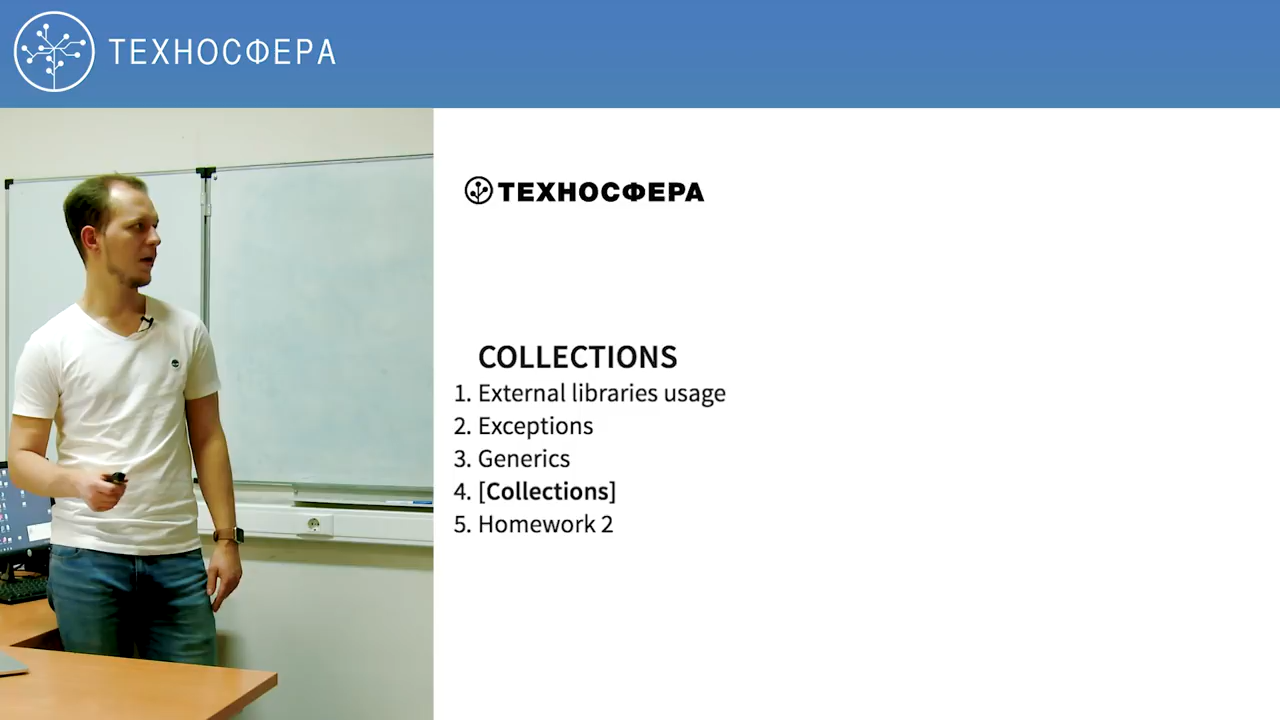 ТЕХНОСФЕРА
ТЕХНОСФЕРА
COLLECTIONS
1. External libraries usage
2. Exceptions
3. Generics
4. [Collections]
5. Homework 2